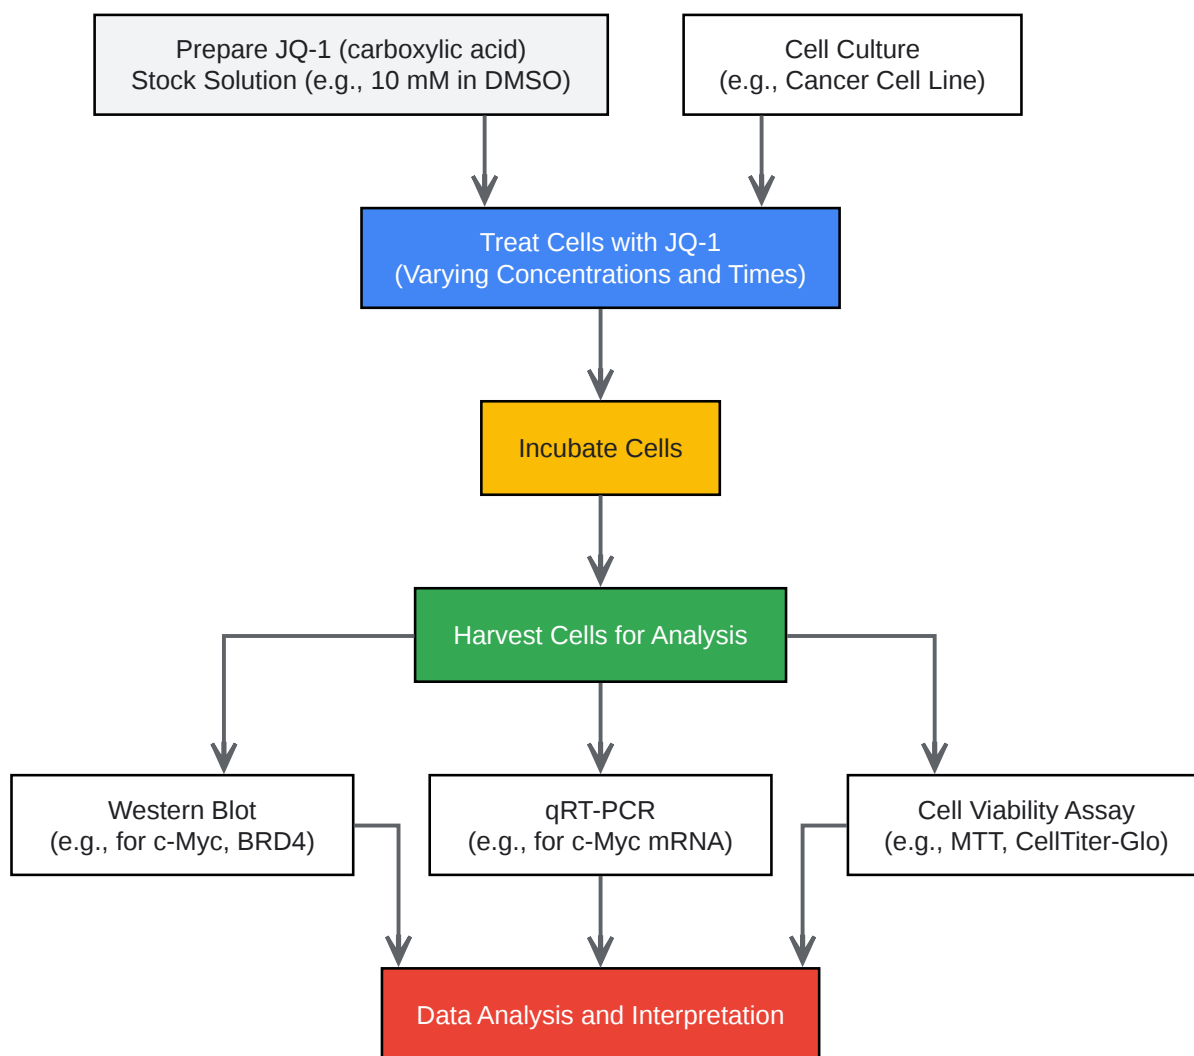 Prepare JQ-1 (carboxylic acid)
Stock Solution (e.g., 10 mM in DMSO)
Cell Culture
(e.g., Cancer Cell Line)
Treat Cells with JQ-1
(Varying Concentrations and Times)
Incubate Cells
Harvest Cells for Analysis
Western Blot
(e.g., for c-Myc, BRD4)
qRT-PCR
(e.g., for c-Myc mRNA)
Cell Viability Assay
(e.g., MTT, CellTiter-Glo)
Data Analysis and Interpretation